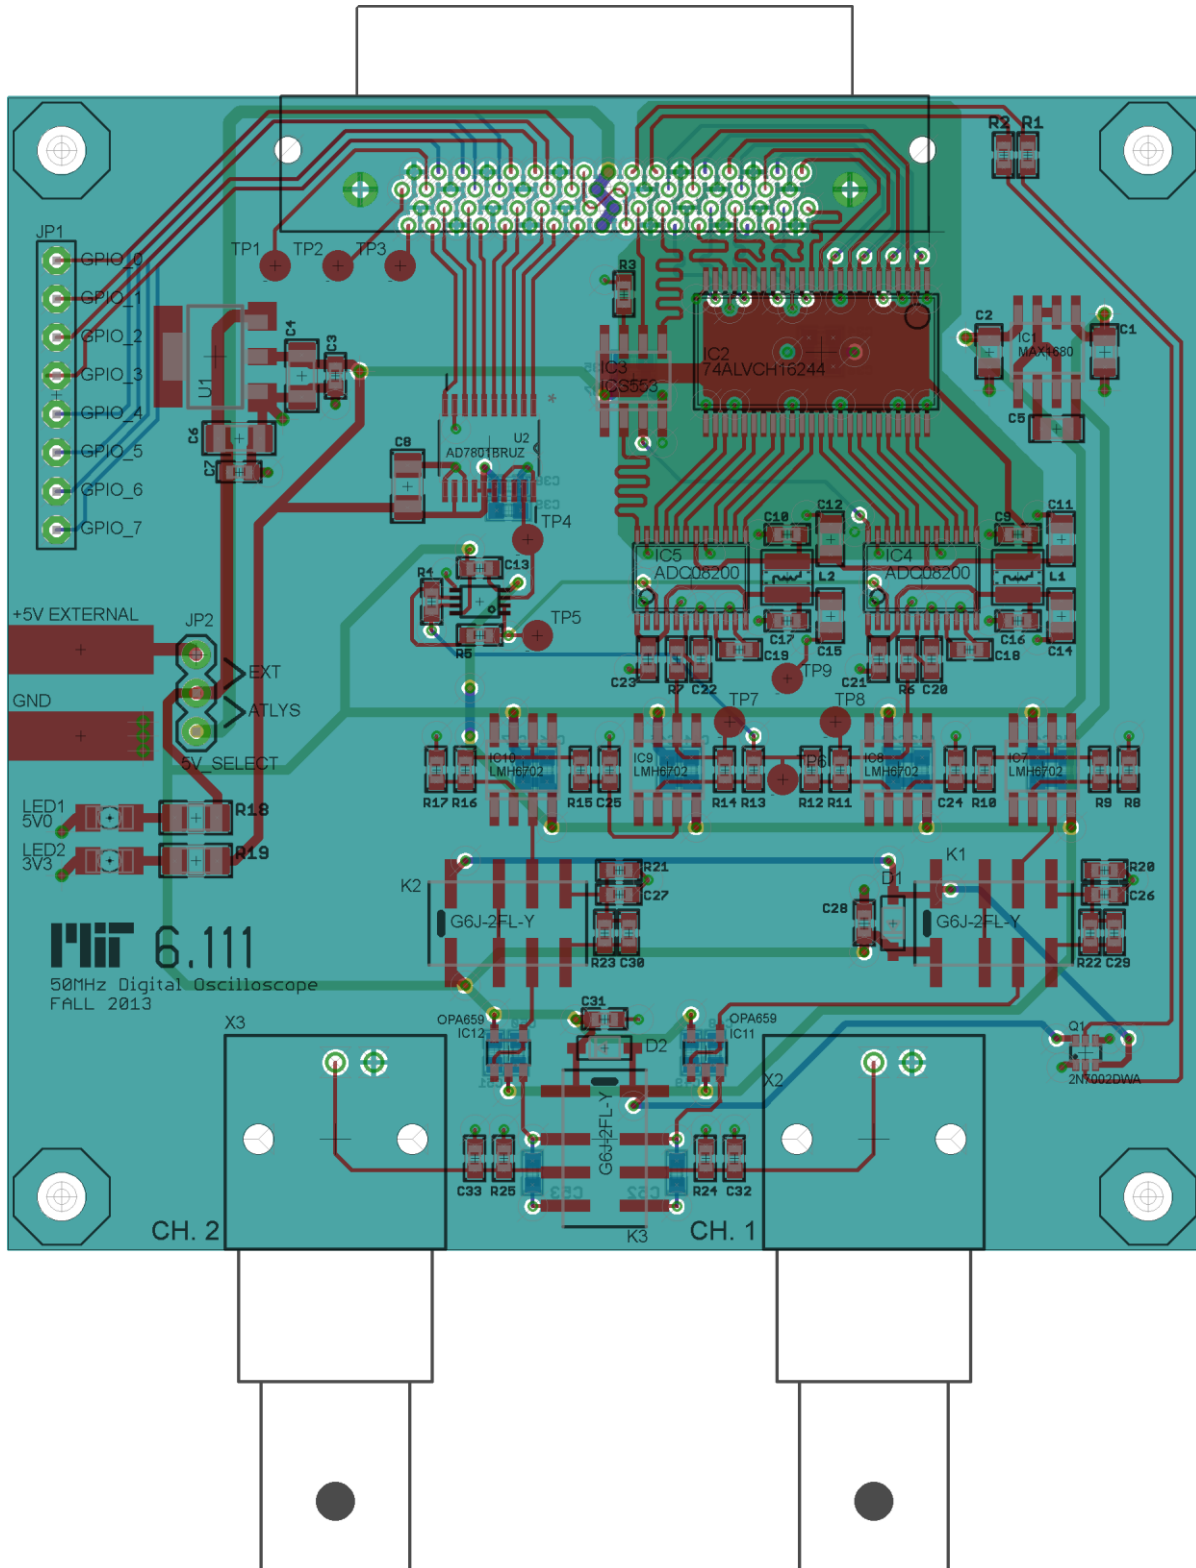 R2 R1
JP1
GPIO_0
GPIO_1
GPIO_2
GPIO_3
GPIO_4
GPIO_5
GPIO_6
GPIO_7
TP1 TP2 TP3
R3
U1
C4
C3
C6
C7
C8
U2
AD7801BRUZ
*
IC3
ICS553
IC2
74ALVCH16244
C2
IC1
MAX1680
C1
C5
TP4
C13
R4
R5
TP5
C10
C12
IC5
ADC08200
L2
C17
C15
C19
C23
R7
C22
TP9
C9
C11
IC4
ADC08200
L1
C16
C14
C18
C21
R6
C20
+5V EXTERNAL
JP2
EXT
ATLYS
GND
5V_SELECT
LED1
5V0
R18
LED2
3V3
R19
TP7
TP8
TP6
IC10
LMH6702
IC9
LMH6702
IC8
LMH6702
IC7
LMH6702
R17 R16
R15 C25
R14 R13
R12 R11
C24 R10
R9 R8
K2
G6J-2FL-Y
R21
C27
R23 C30
D1
C28
K1
G6J-2FL-Y
R20
C26
R22 C29
MIT 6.111
50MHz Digital Oscilloscope
FALL 2013
X3
OPA659
IC12
C31
D2
OPA659
IC11
X2
Q1
2N7002DWA
G6J-2FL-Y
K3
C33 R25
C53
C52
R24 C32
CH. 2
CH. 1